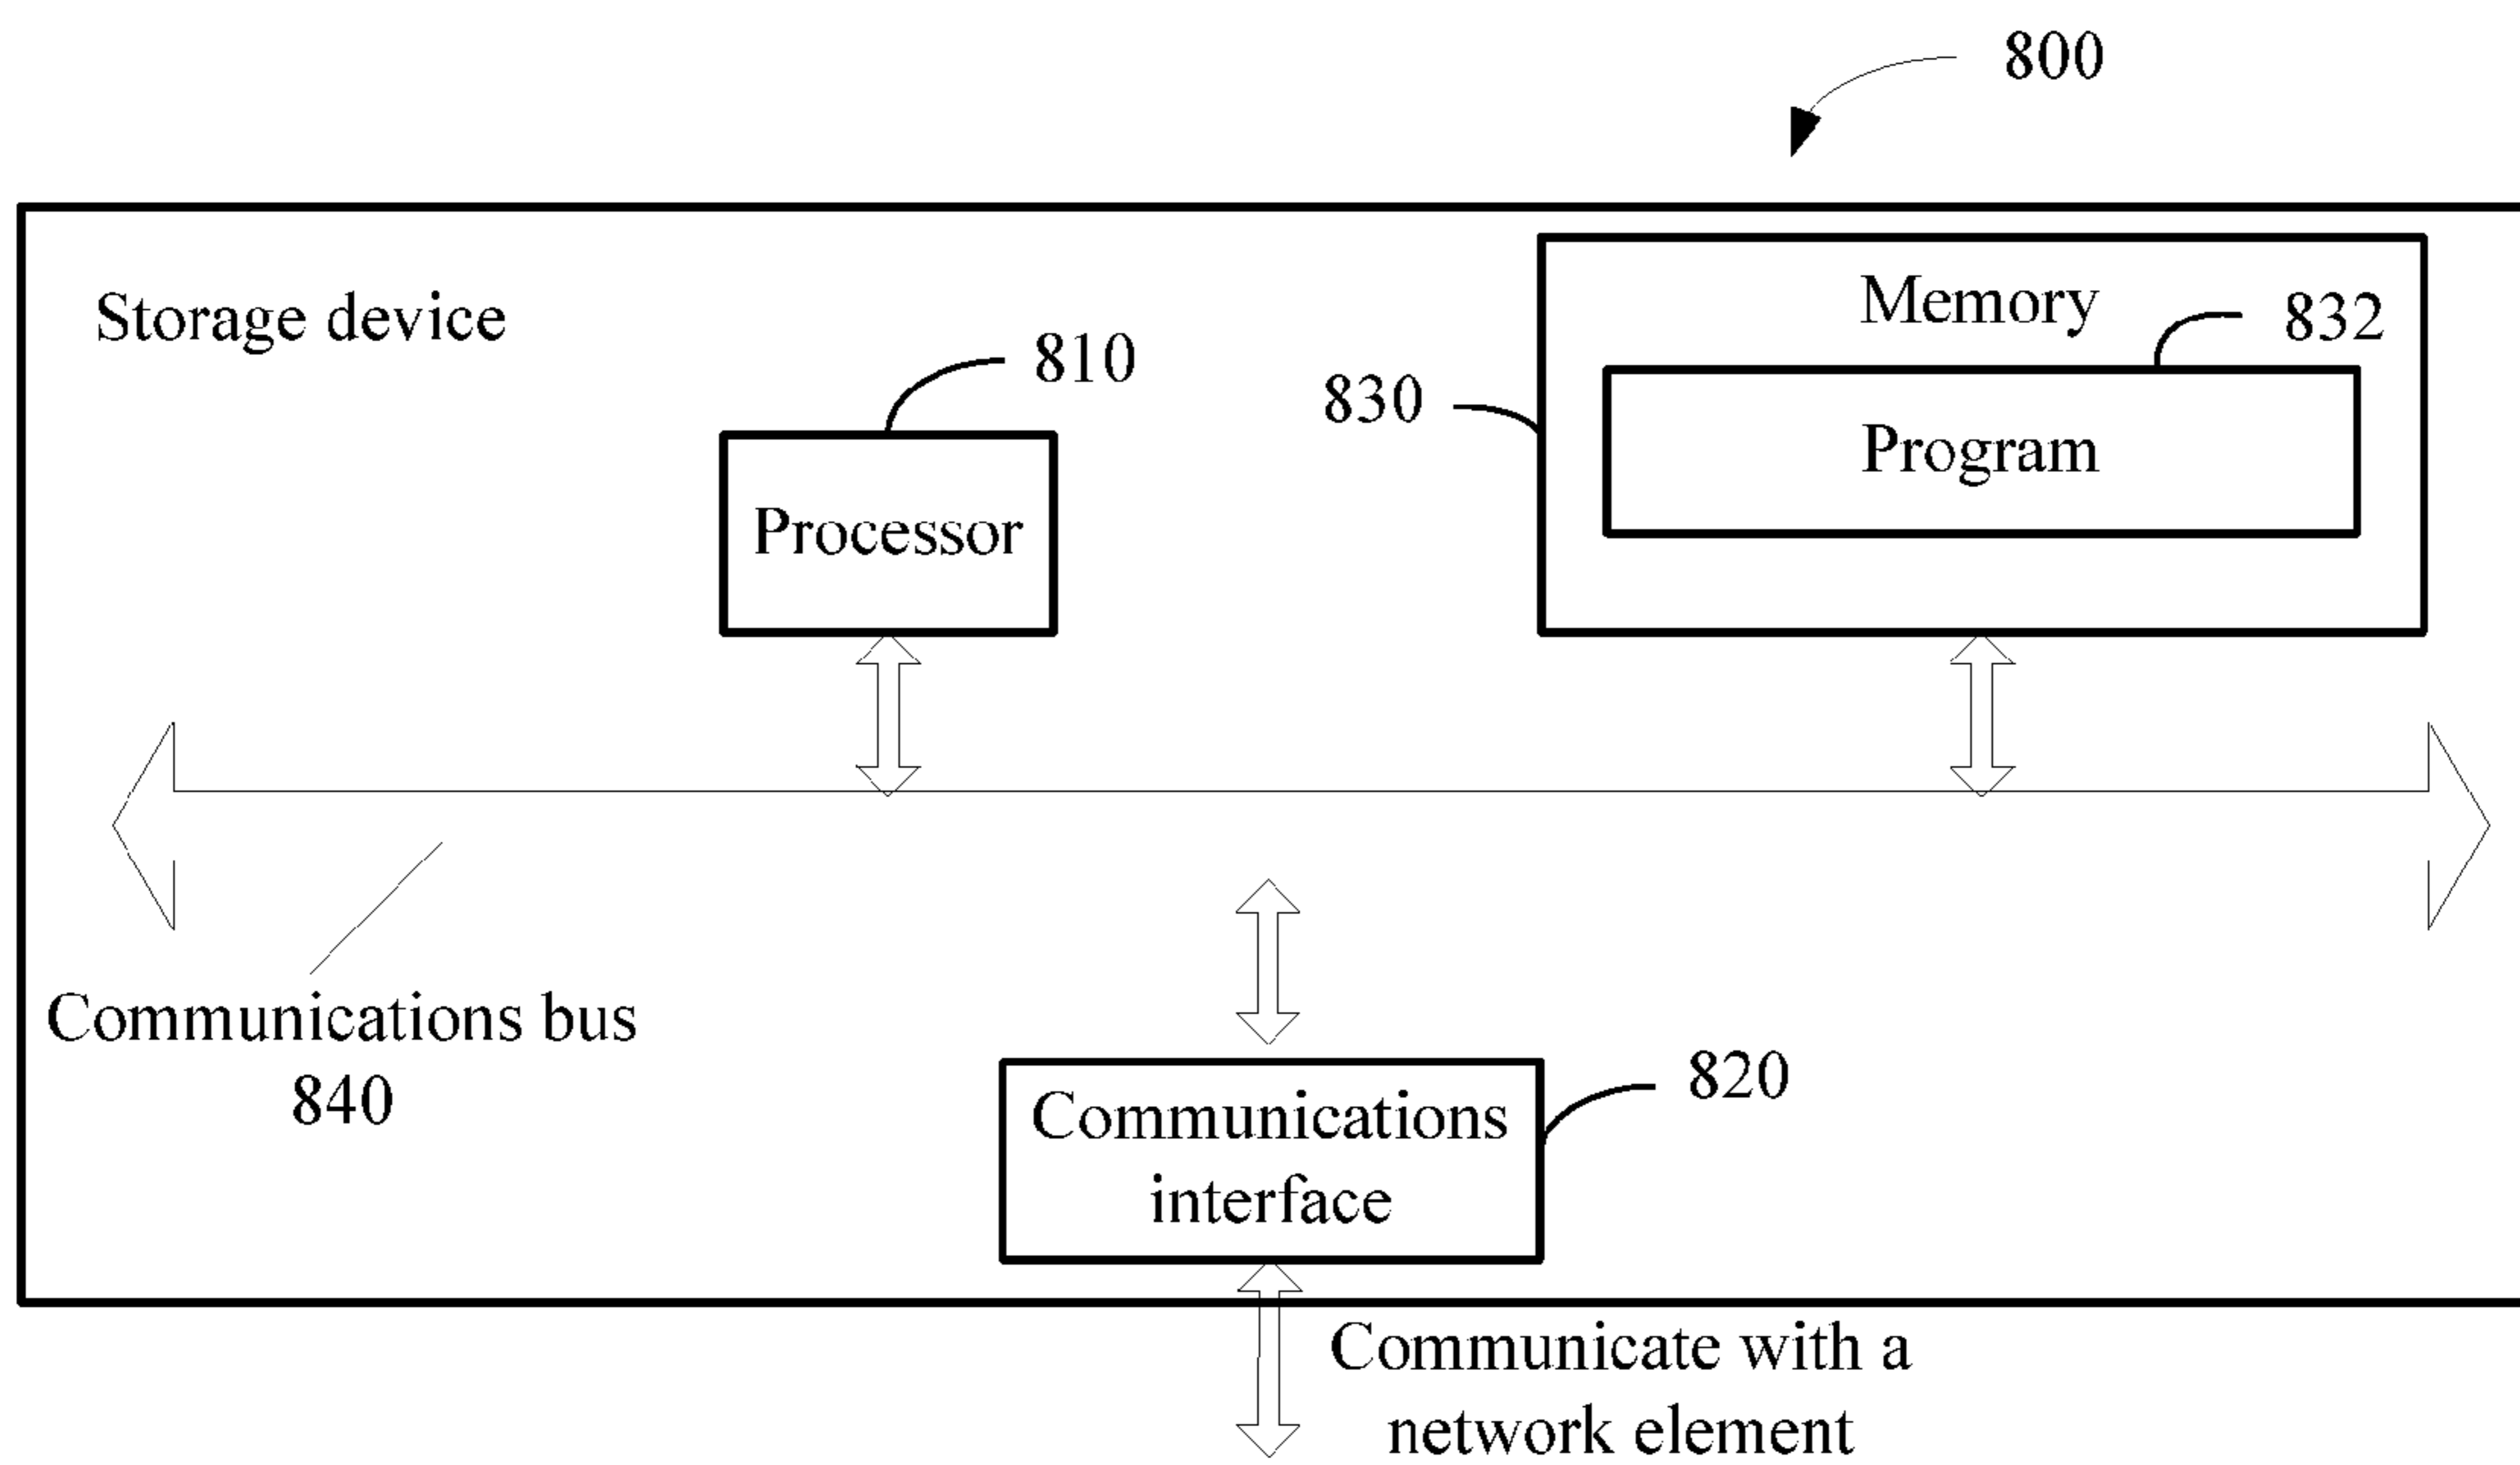 800
Storage device
Memory
832
810
830
Program
Processor
Communications bus
840
820
Communications
interface
Communicate with a
network element